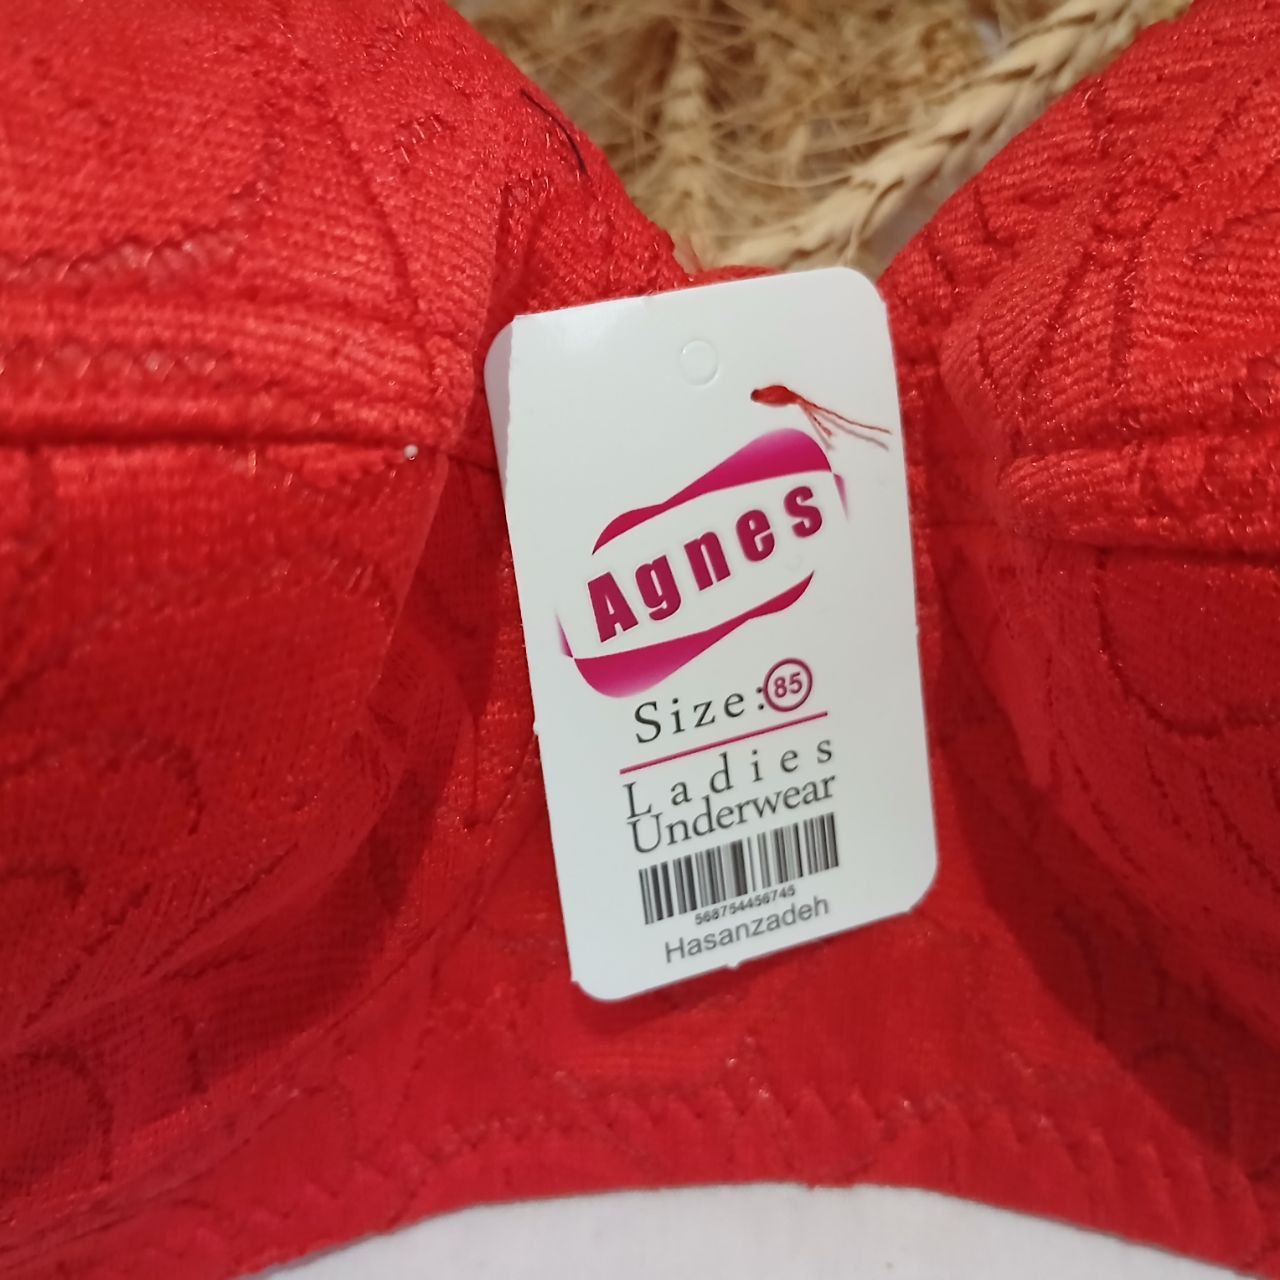 Agnes
Size: 85
Ladies
Underwear
568754456745
Hasanzadeh